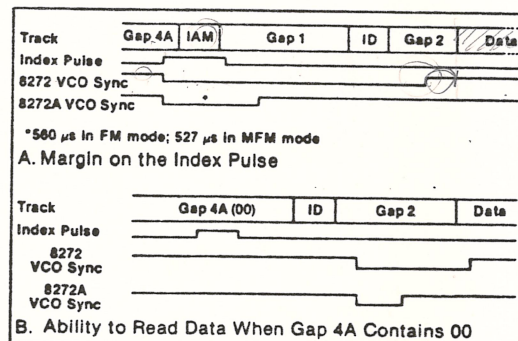 Track Gap 4A IAM Gap 1 ID Gap 2 Data
Index Pulse
8272 VCO Sync
8272A VCO Sync
*560 µs in FM mode; 527 µs in MFM mode
A. Margin on the Index Pulse
Track Gap 4A (00) ID Gap 2 Data
Index Pulse
8272
VCO Sync
8272A
VCO Sync
B. Ability to Read Data When Gap 4A Contains 00